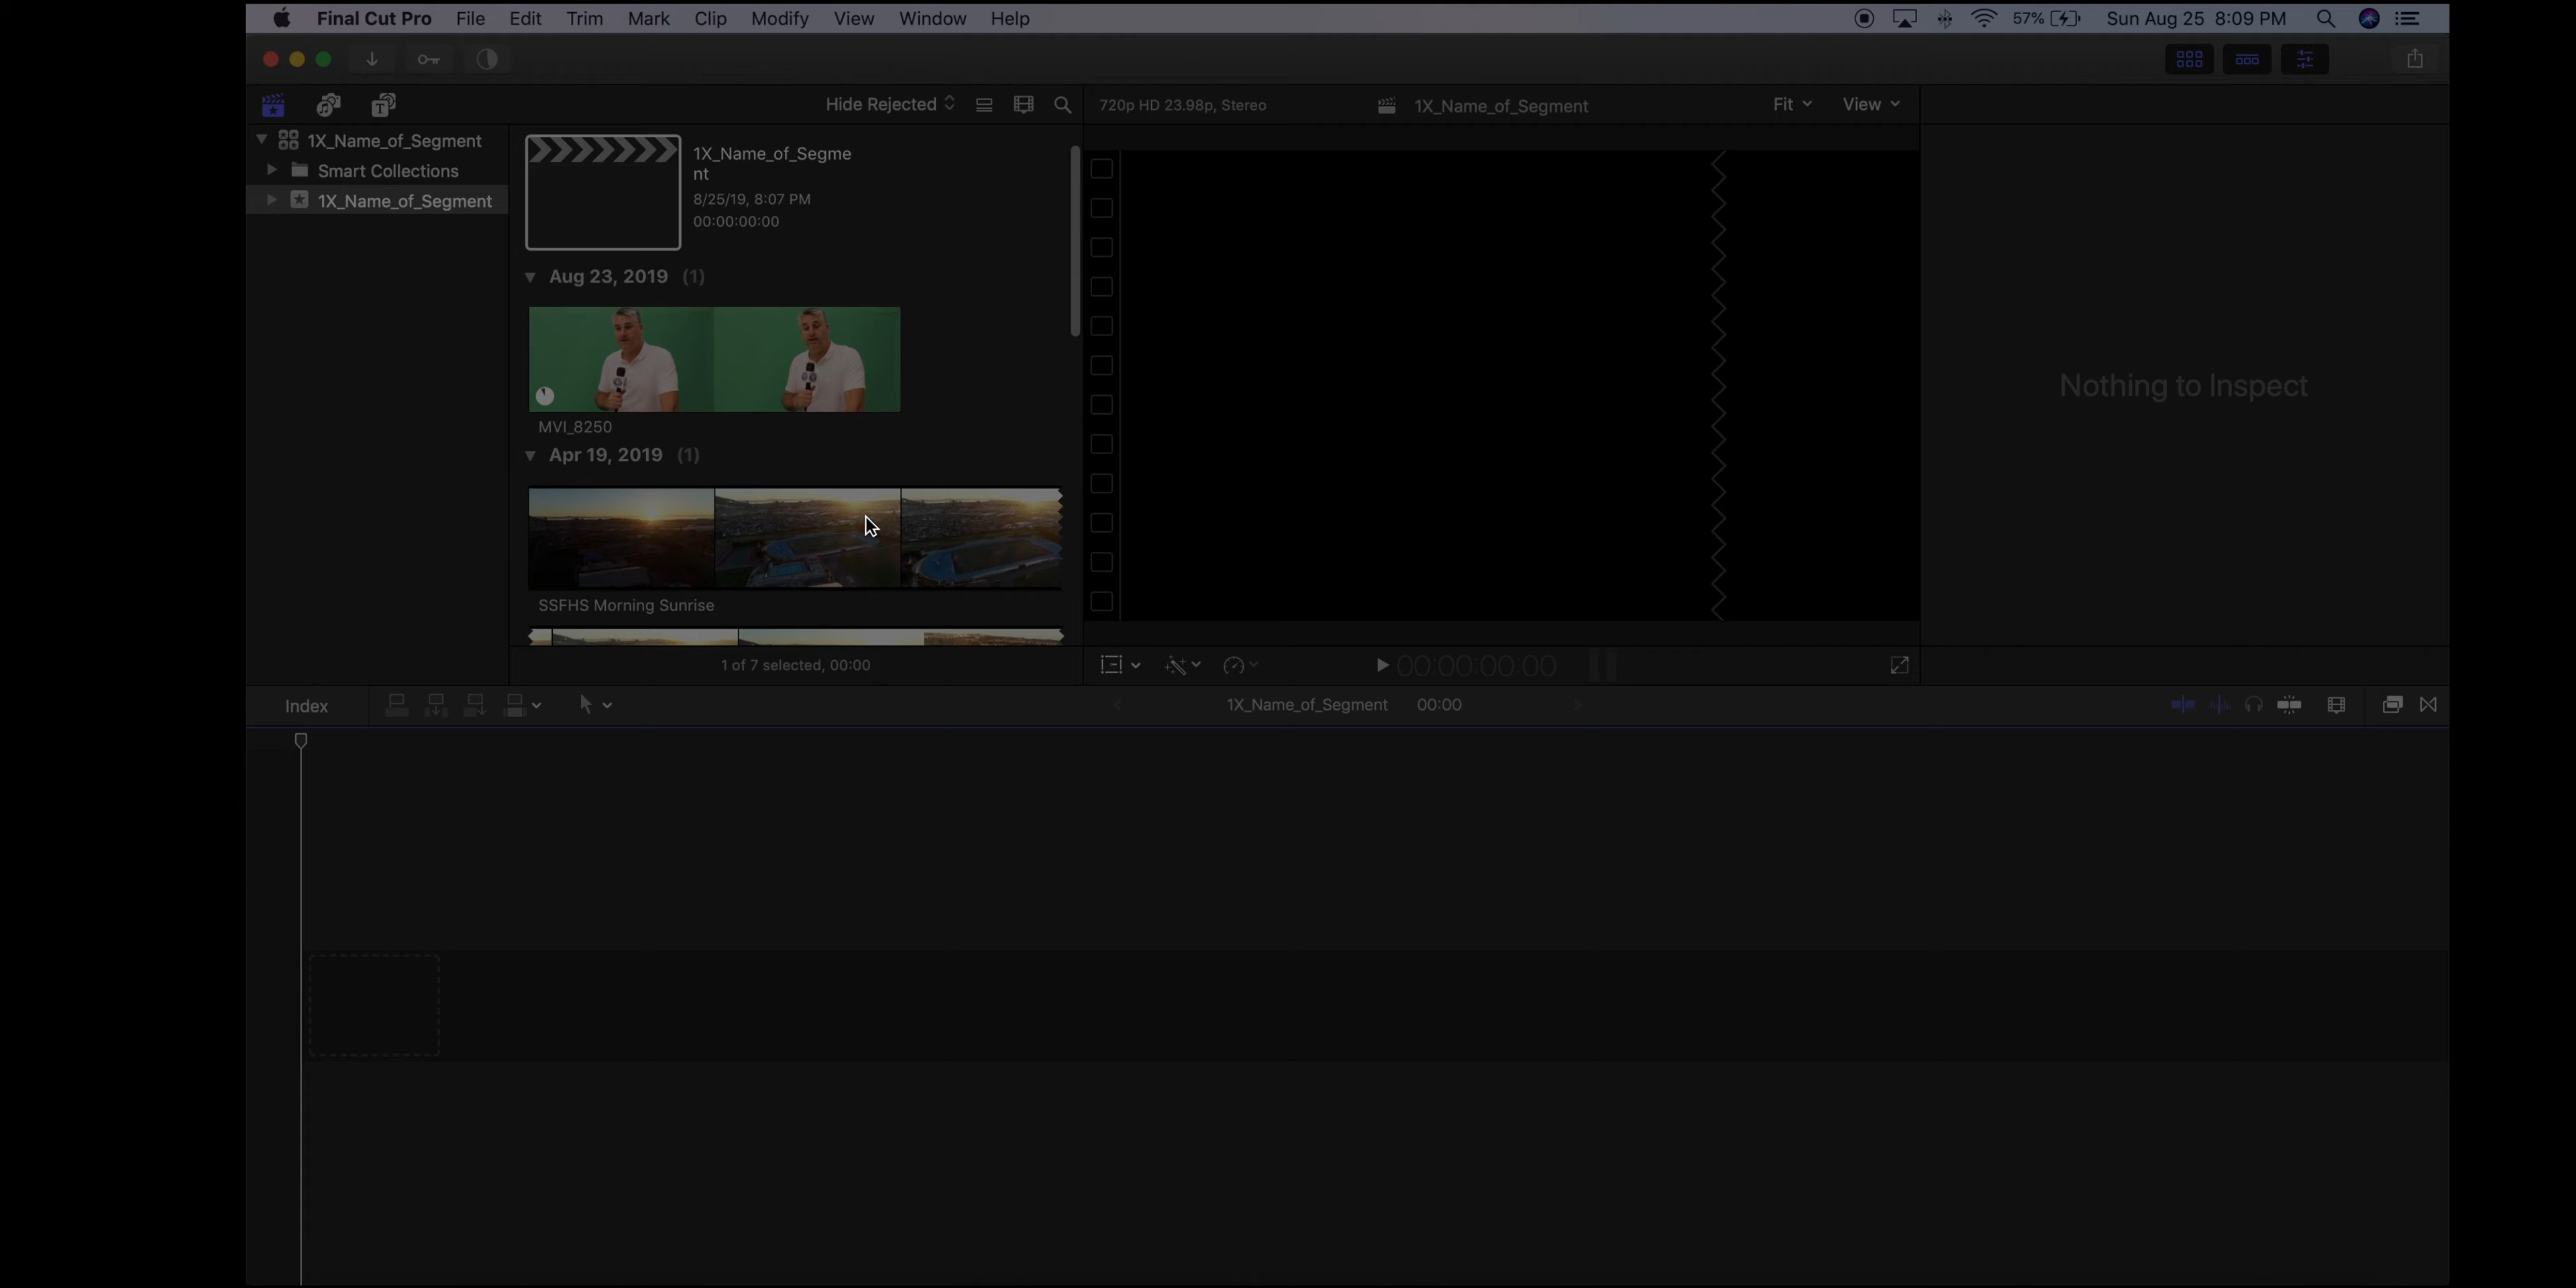 Final Cut Pro File Edit Trim Mark Clip Modify View Window Help 57% Sun Aug 25 8:09 PM
Hide Rejected 720p HD 23.98p, Stereo 1X_Name_of_Segment Fit View
1X_Name_of_Segment
Smart Collections
1X_Name_of_Segment
1X_Name_of_Segme
nt
8/25/19, 8:07 PM
00:00:00:00
Aug 23, 2019 (1)
MVI_8250
Apr 19, 2019 (1)
SSFHS Morning Sunrise
1 of 7 selected, 00:00
00:00:00:00
Nothing to Inspect
Index 1X_Name_of_Segment 00:00